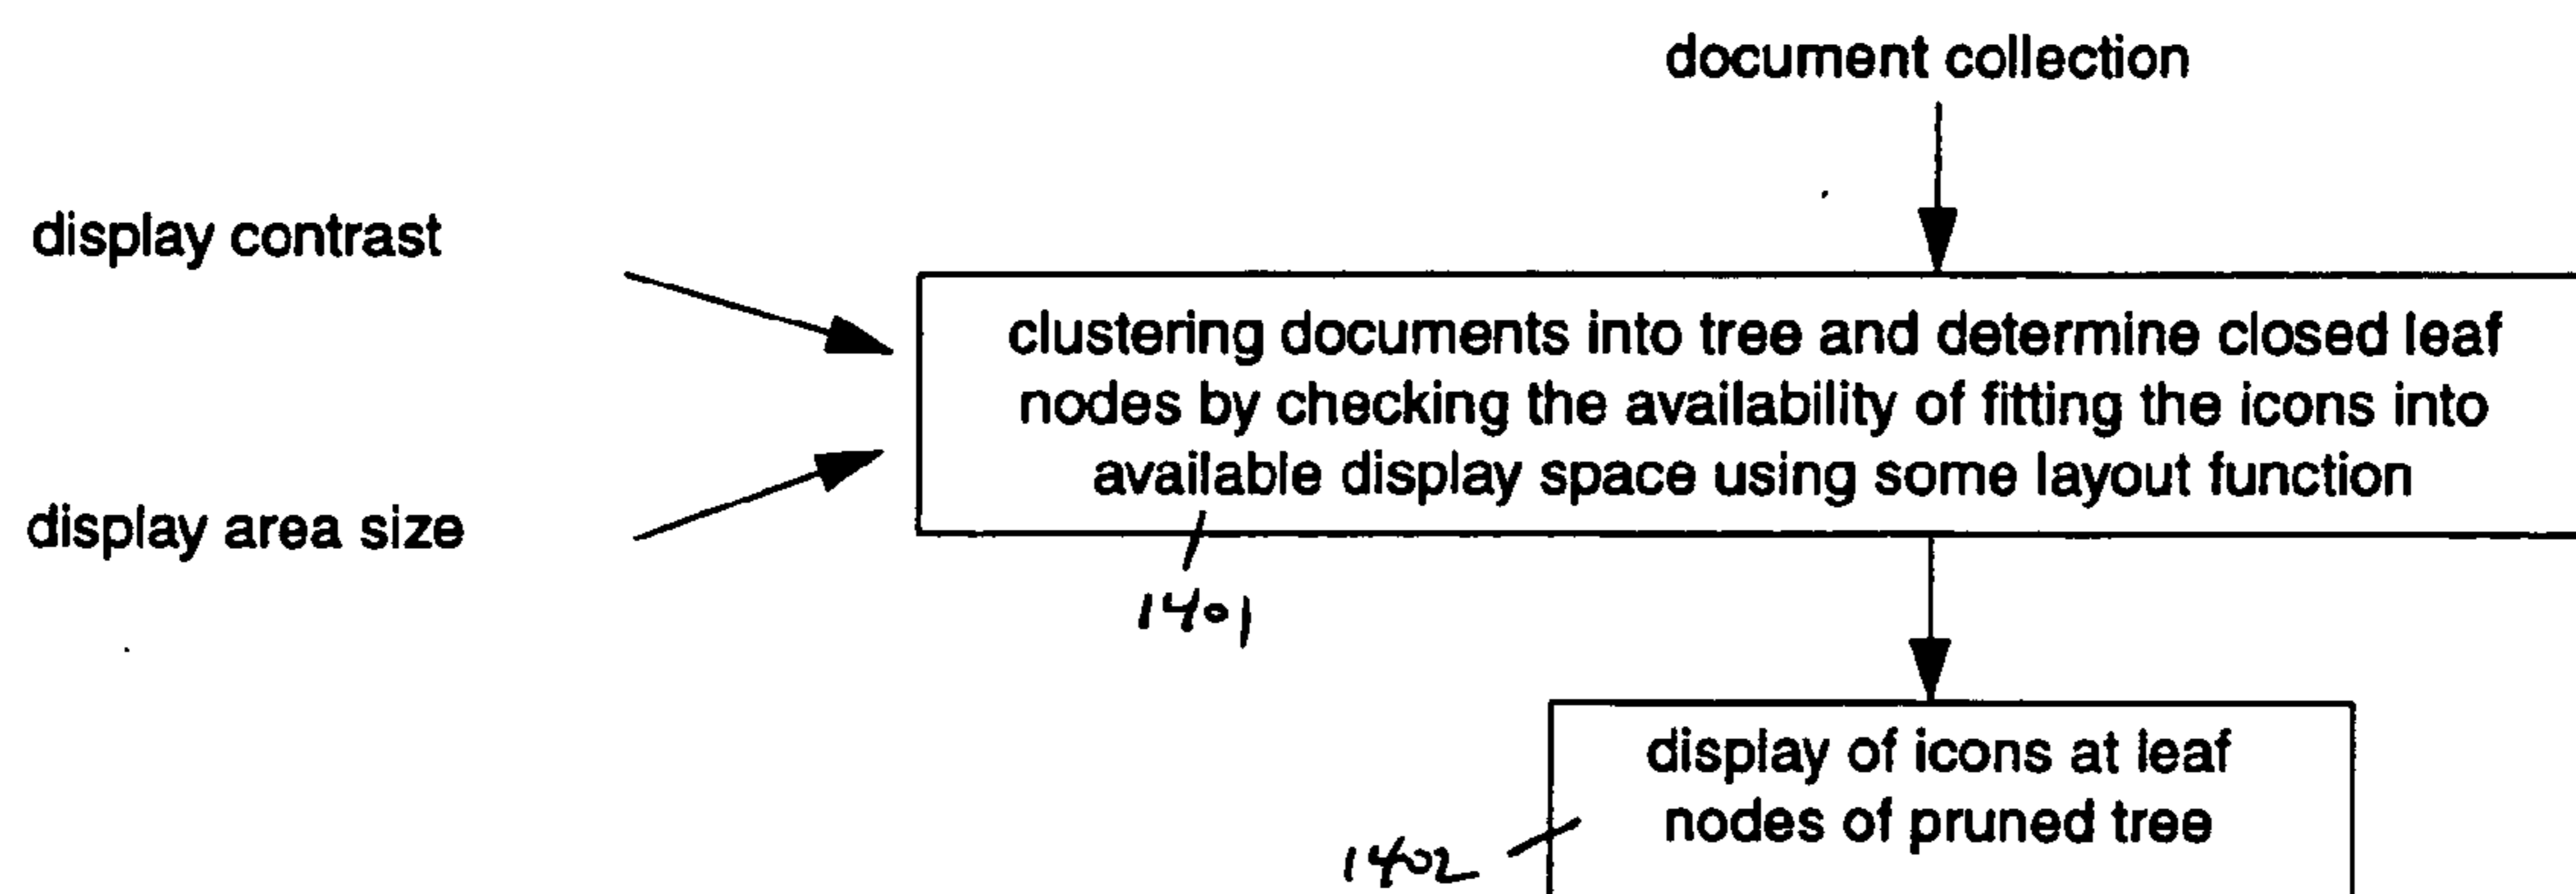 document collection
display contrast
clustering documents into tree and determine closed leaf
nodes by checking the availability of fitting the icons into
available display space using some layout function
display area size
1401
display of icons at leaf
nodes of pruned tree
1402